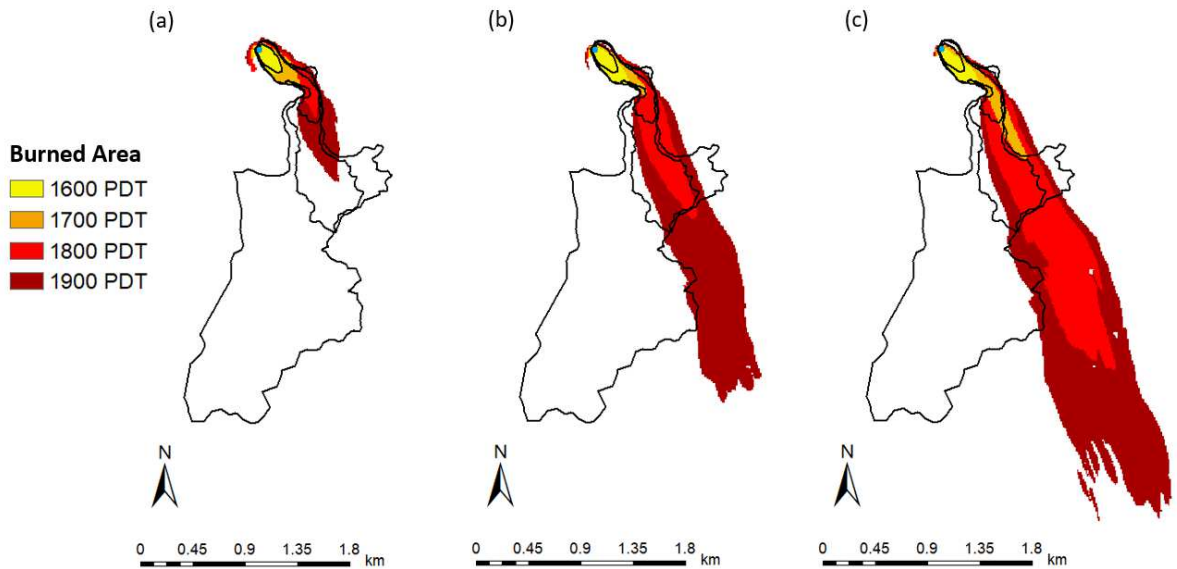 (a)
(b)
(c)
Burned Area
1600 PDT
1700 PDT
1800 PDT
1900 PDT
N
N
N
0 0.45 0.9 1.35 1.8
km
0 0.45 0.9 1.35 1.8
km
0 0.45 0.9 1.35 1.8
km